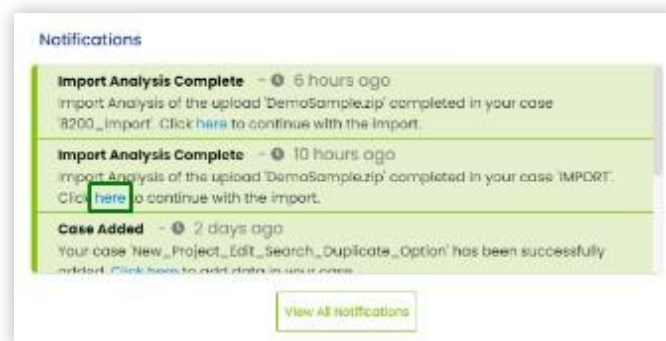 Notifications
Import Analysis Complete - 6 hours ago
Import Analysis of the upload 'DemoSample.zip' completed in your case
'8200_Import'. Click here to continue with the import.
Import Analysis Complete - 10 hours ago
Import Analysis of the upload 'DemoSample.zip' completed in your case 'IMPORT'.
Click here to continue with the import.
Case Added - 2 days ago
Your case 'New_Project_Edit_Search_Duplicate_Option' has been successfully
added. Click here to add data in your case
View All Notifications